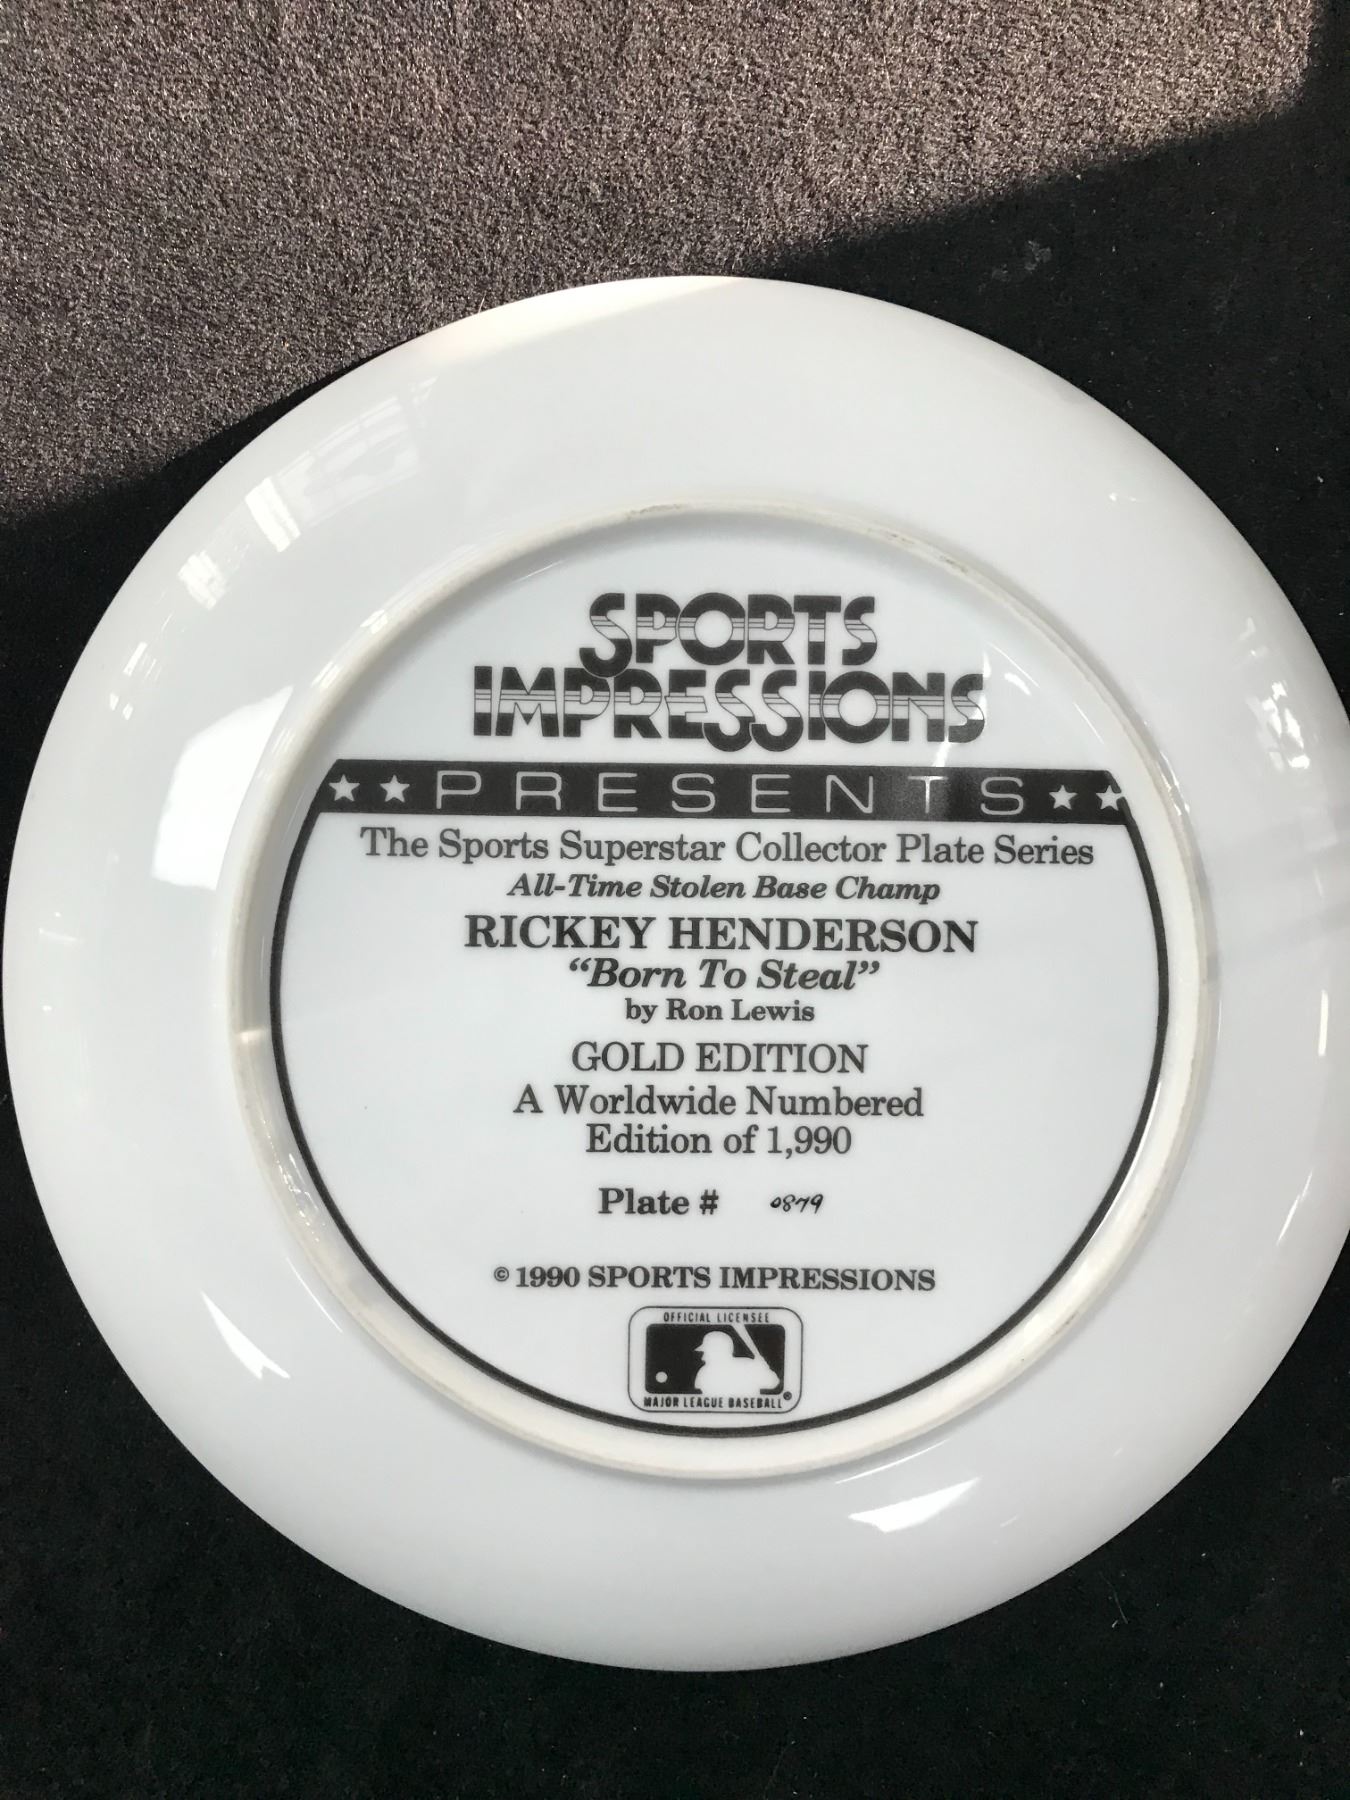 SPORTS
IMPRESSIONS
PRESENTS
The Sports Superstar Collector Plate Series
All-Time Stolen Base Champ
RICKEY HENDERSON
“Born To Steal”
by Ron Lewis
GOLD EDITION
A Worldwide Numbered
Edition of 1,990
Plate # 0879
© 1990 SPORTS IMPRESSIONS
OFFICIAL LICENSEE
MAJOR LEAGUE BASEBALL®